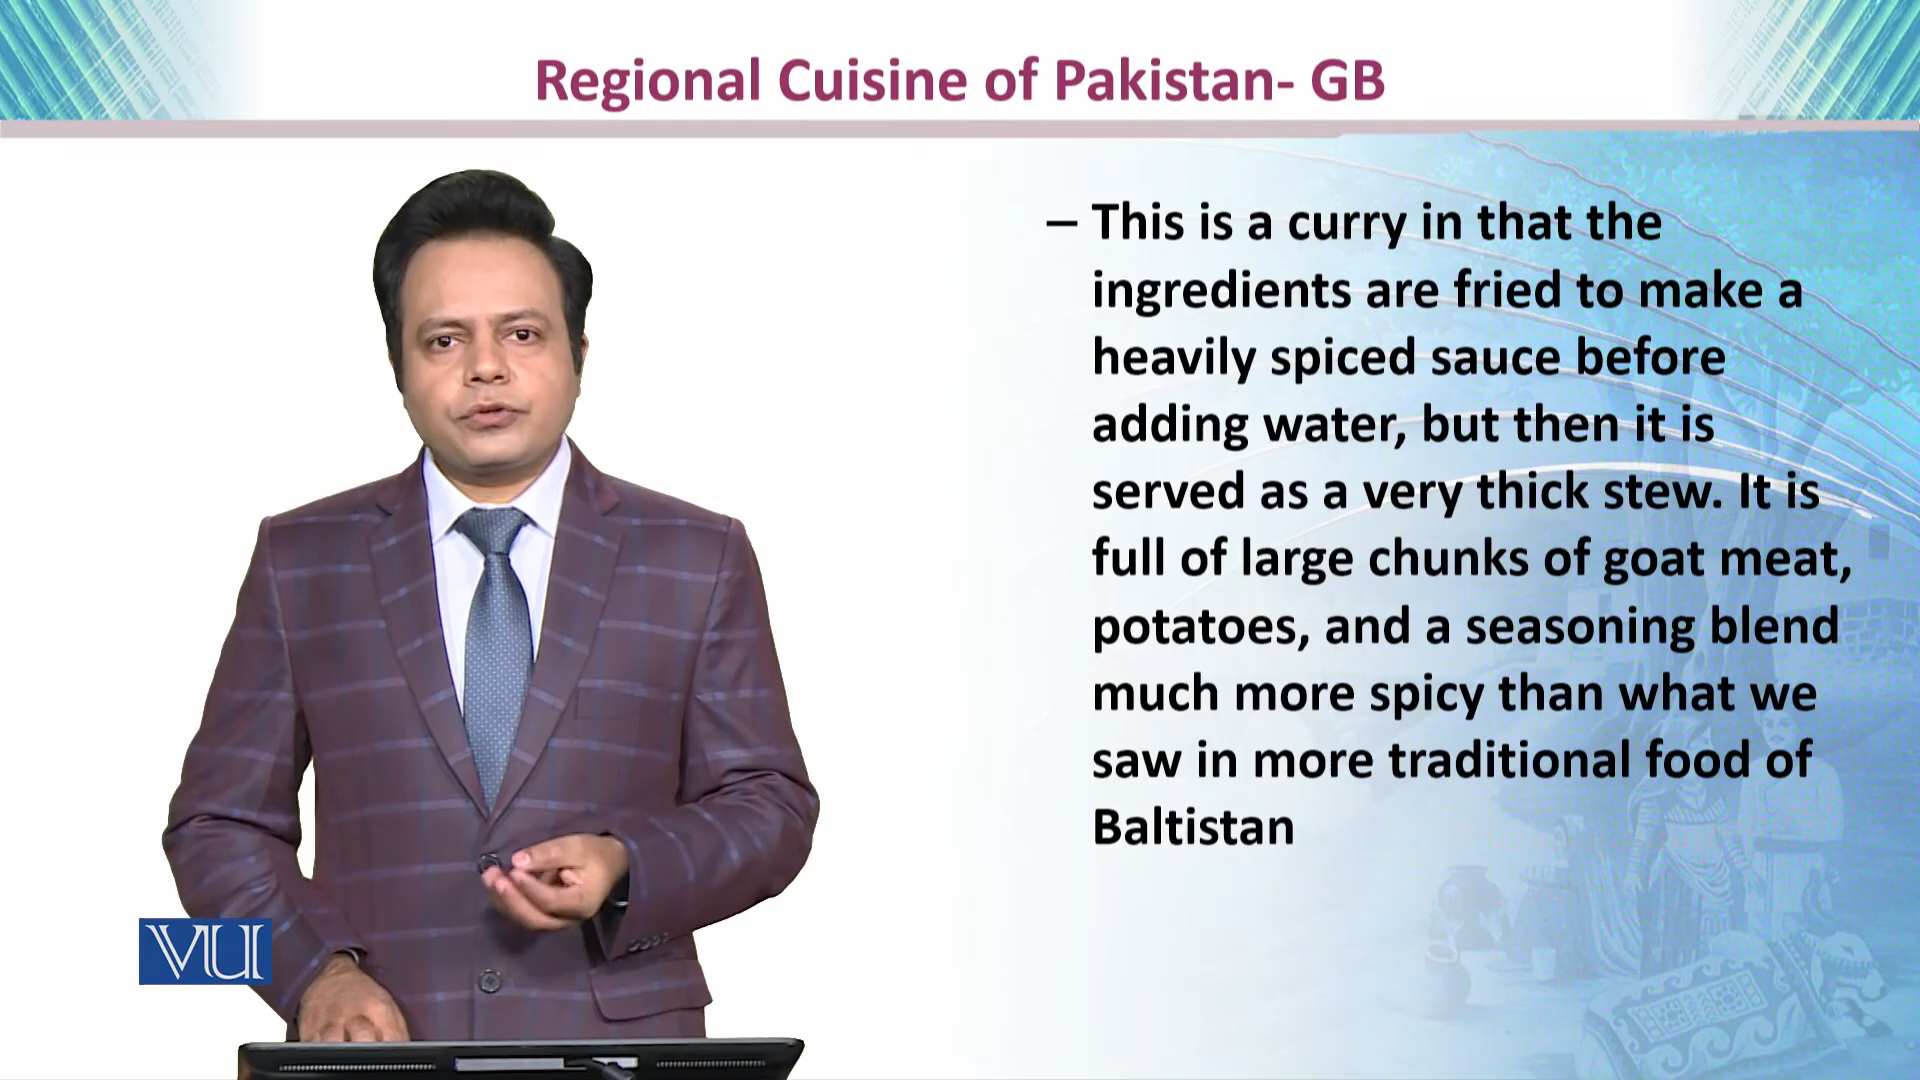 Regional Cuisine of Pakistan- GB
– This is a curry in that the
ingredients are fried to make a
heavily spiced sauce before
adding water, but then it is
served as a very thick stew. It is
full of large chunks of goat meat,
potatoes, and a seasoning blend
much more spicy than what we
saw in more traditional food of
Baltistan
VU